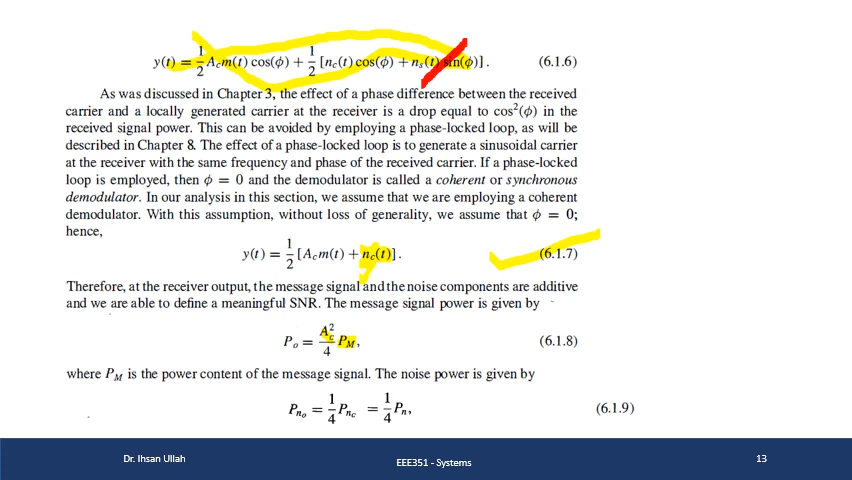 y(t) = 1/2 A_c m(t) cos(ϕ) + 1/2 [n_c(t) cos(ϕ) + n_s(t) sin(ϕ)] . (6.1.6)
As was discussed in Chapter 3, the effect of a phase difference between the received
carrier and a locally generated carrier at the receiver is a drop equal to cos²(ϕ) in the
received signal power. This can be avoided by employing a phase-locked loop, as will be
described in Chapter 8. The effect of a phase-locked loop is to generate a sinusoidal carrier
at the receiver with the same frequency and phase of the received carrier. If a phase-locked
loop is employed, then ϕ = 0 and the demodulator is called a coherent or synchronous
demodulator. In our analysis in this section, we assume that we are employing a coherent
demodulator. With this assumption, without loss of generality, we assume that ϕ = 0;
hence,
y(t) = 1/2 [A_c m(t) + n_c(t)] . (6.1.7)
Therefore, at the receiver output, the message signal and the noise components are additive
and we are able to define a meaningful SNR. The message signal power is given by
P_o = A_c²/4 P_M, (6.1.8)
where P_M is the power content of the message signal. The noise power is given by
P_{n_o} = 1/4 P_{n_c} = 1/4 P_n, (6.1.9)
Dr. Ihsan Ullah EEE351 - Systems 13